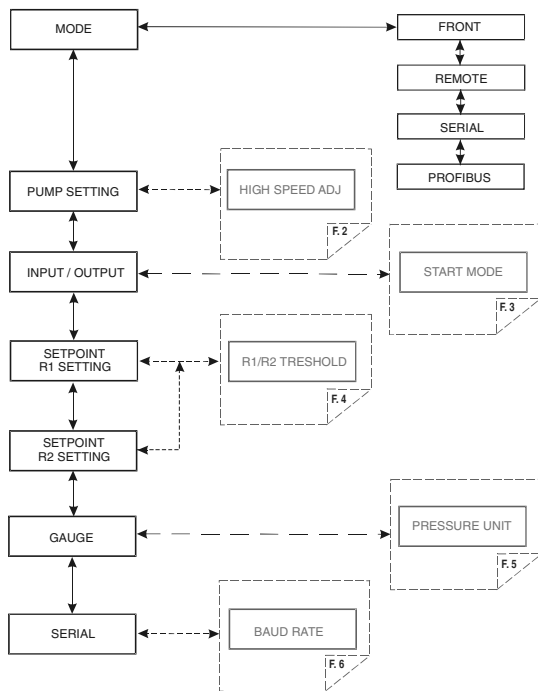 MODE
FRONT
REMOTE
SERIAL
PROFIBUS
PUMP SETTING
HIGH SPEED ADJ
F. 2
INPUT / OUTPUT
START MODE
F. 3
SETPOINT
R1 SETTING
R1/R2 TRESHOLD
F. 4
SETPOINT
R2 SETTING
GAUGE
PRESSURE UNIT
F. 5
SERIAL
BAUD RATE
F. 6